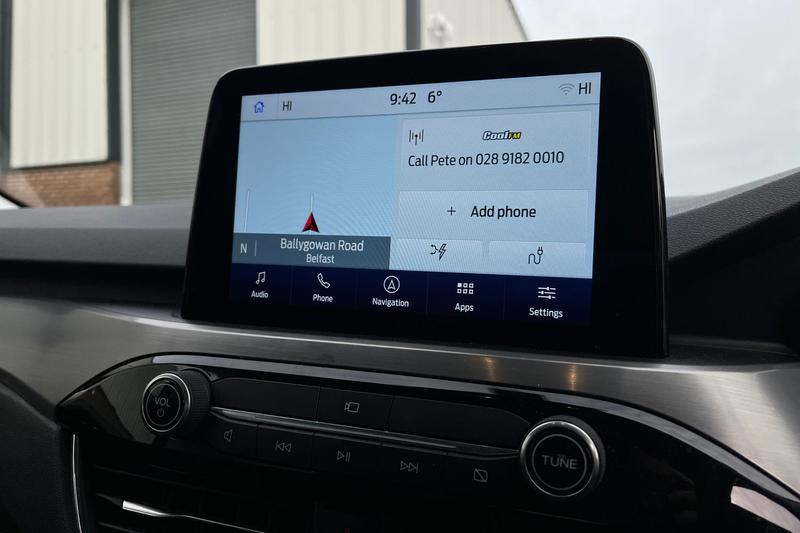 HI 9:42 6° HI
Cool FM
Call Pete on 028 9182 0010
+ Add phone
N Ballygowan Road
Belfast
Audio Phone Navigation Apps Settings
VOL
TUNE